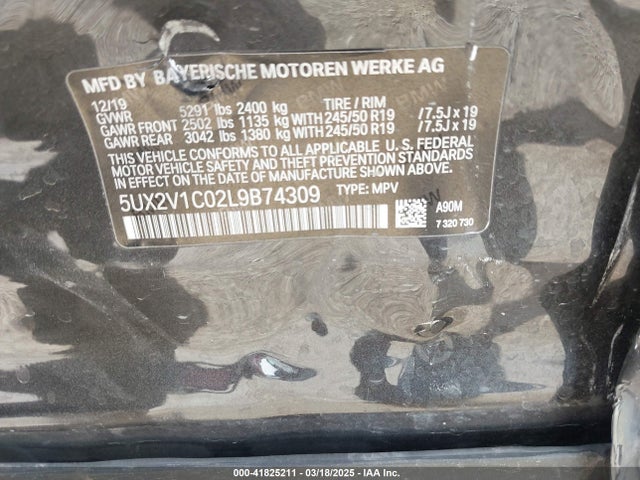 MFD BY BAYERISCHE MOTOREN WERKE AG
12/19
GVWR 5291 lbs 2400 kg TIRE / RIM
GAWR FRONT 2502 lbs 1135 kg WITH 245/50 R19 /7.5J x 19
GAWR REAR 3042 lbs 1380 kg WITH 245/50 R19 /7.5J x 19
THIS VEHICLE CONFORMS TO ALL APPLICABLE U. S. FEDERAL
MOTOR VEHICLE SAFETY AND THEFT PREVENTION
STANDARDS IN EFFECT ON THE DATE OF MANUFACTURE
SHOWN ABOVE.
5UX2V1C02L9B74309 TYPE: MPV
A90M
7 320 730
000-41825211 - 03/18/2025 - IAA Inc.